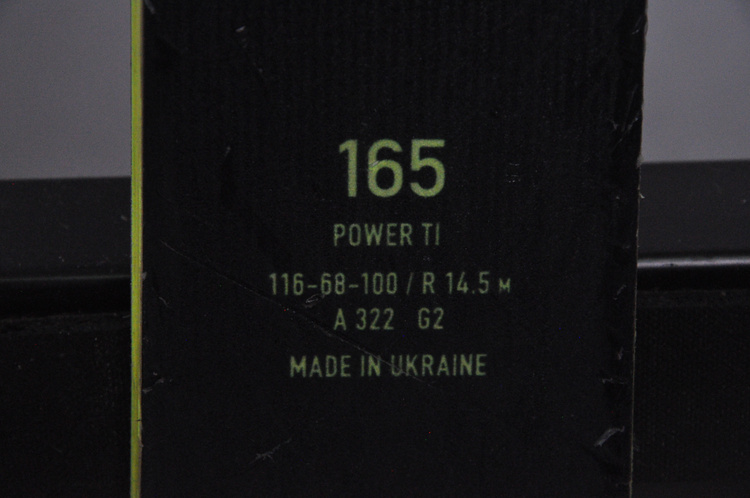 165
POWER TI
116-68-100 / R 14.5 M
A 322 G2
MADE IN UKRAINE